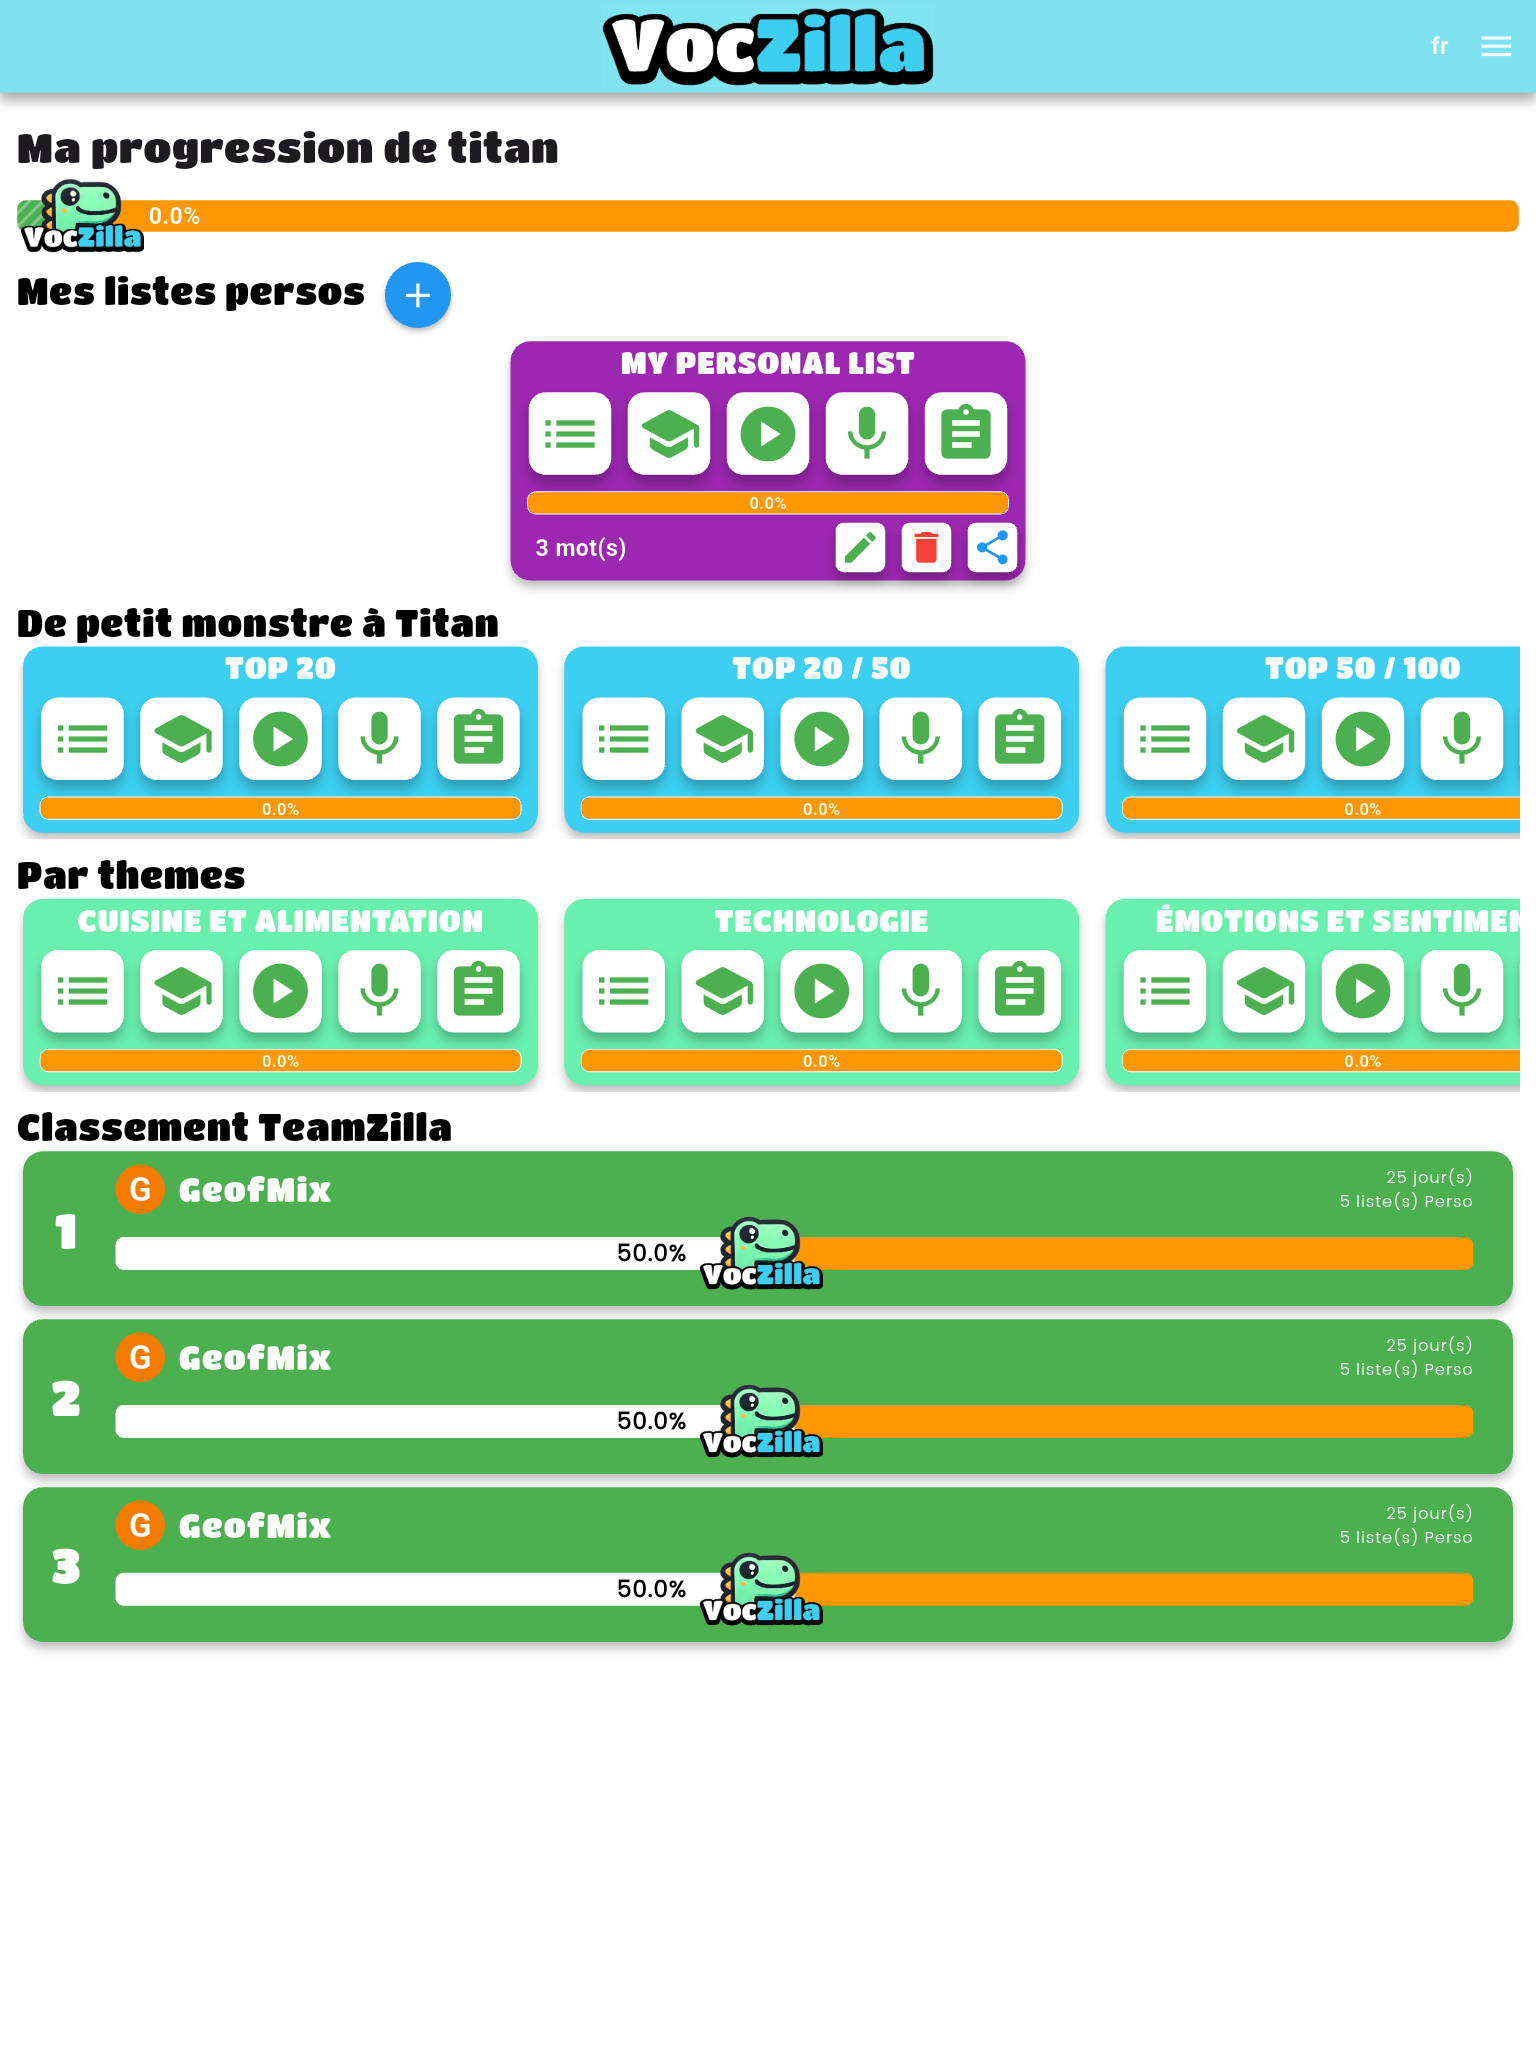 VocZilla
fr
Ma progression de titan
VocZilla
0.0%
Mes listes persos
MY PERSONAL LIST
0.0%
3 mot(s)
De petit monstre à Titan
TOP 20
TOP 20 / 50
TOP 50 / 100
0.0%
0.0%
0.0%
Par themes
CUISINE ET ALIMENTATION
TECHNOLOGIE
ÉMOTIONS ET SENTIMEN
0.0%
0.0%
0.0%
Classement TeamZilla
1
G
GeofMix
25 jour(s)
5 liste(s) Perso
50.0%
VocZilla
2
G
GeofMix
25 jour(s)
5 liste(s) Perso
50.0%
VocZilla
3
G
GeofMix
25 jour(s)
5 liste(s) Perso
50.0%
VocZilla